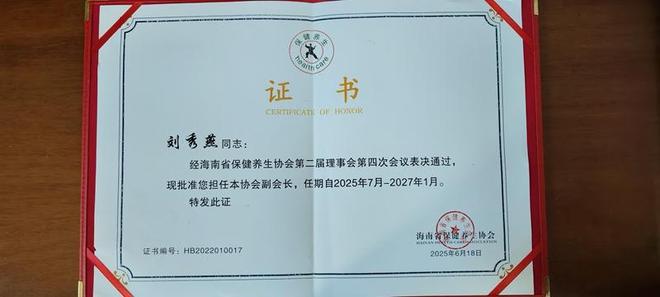 保健养生
health care
证书
CERTIFICATE OF HONOR
刘秀燕同志：
经海南省保健养生协会第二届理事会第四次会议表决通过，
现批准您担任本协会副会长，任期自2025年7月-2027年1月。
特发此证
海南省保健养生协会
HAINAN HEALTH CARE ASSOCIATION
证书编号：HB2022010017
2025年6月18日